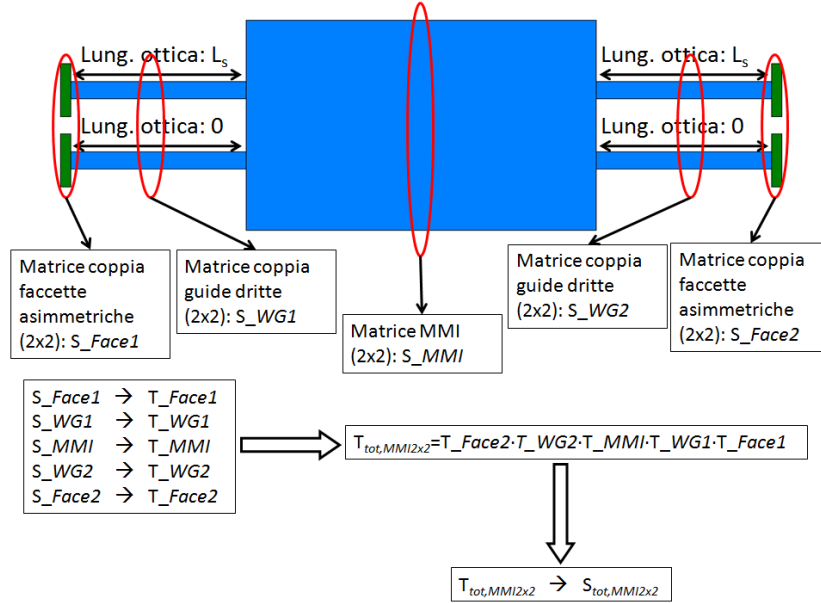 Lung. ottica: Ls
Lung. ottica: Ls
Lung. ottica: 0
Lung. ottica: 0
Matrice coppia
faccette
asimmetriche
(2x2): S_Face1
Matrice coppia
guide dritte
(2x2): S_WG1
Matrice MMI
(2x2): S_MMI
Matrice coppia
guide dritte
(2x2): S_WG2
Matrice coppia
faccette
asimmetriche
(2x2): S_Face2
S_Face1 → T_Face1
S_WG1 → T_WG1
S_MMI → T_MMI
S_WG2 → T_WG2
S_Face2 → T_Face2
Ttot,MMI2x2=T_Face2·T_WG2·T_MMI·T_WG1·T_Face1
Ttot,MMI2x2 → Stot,MMI2x2